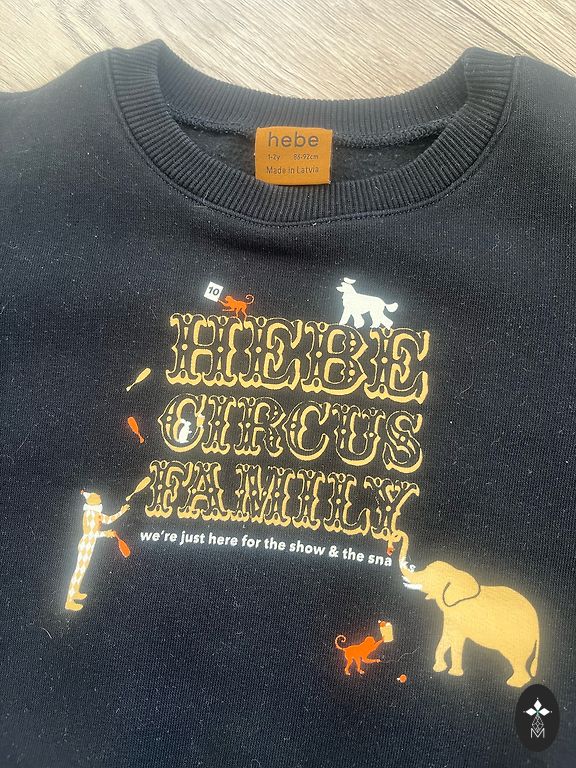 hebe
1-2y 86-92cm
Made in Latvia
10
HEBE
CIRCUS
FAMILY
we're just here for the show & the sna s
M